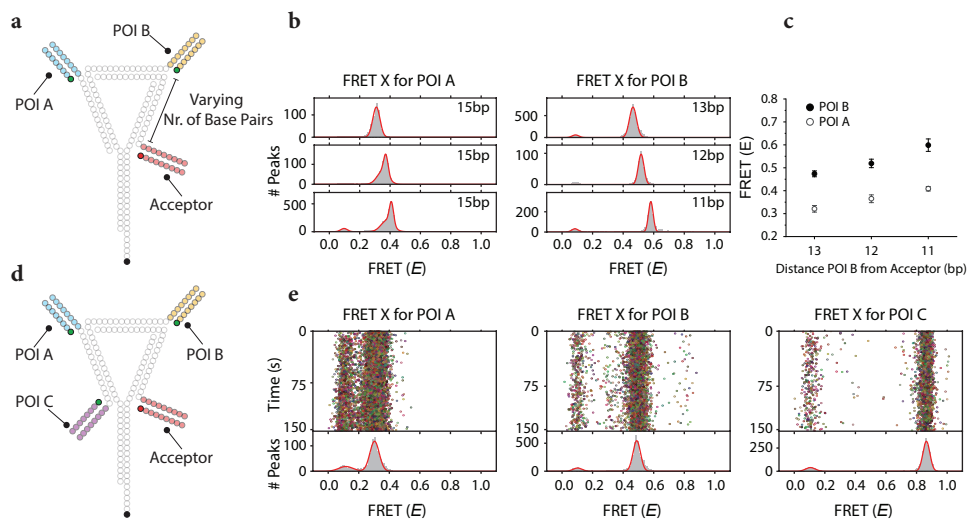 a
POI B
POI A
Varying
Nr. of Base Pairs
Acceptor
b
FRET X for POI A
15bp
100
0
15bp
100
0
15bp
500
0
# Peaks
0.0 0.2 0.4 0.6 0.8 1.0
FRET (E)
FRET X for POI B
13bp
500
0
12bp
100
0
11bp
200
0
0.0 0.2 0.4 0.6 0.8 1.0
FRET (E)
c
0.8
0.7
0.6
0.5
0.4
0.3
0.2
FRET (E)
POI B
POI A
13 12 11
Distance POI B from Acceptor (bp)
d
POI A
POI B
POI C
Acceptor
e
FRET X for POI A
0
75
150
Time (s)
100
0
# Peaks
0.0 0.2 0.4 0.6 0.8 1.0
FRET (E)
FRET X for POI B
0
75
150
500
0
0.0 0.2 0.4 0.6 0.8 1.0
FRET (E)
FRET X for POI C
0
75
150
250
0
0.0 0.2 0.4 0.6 0.8 1.0
FRET (E)